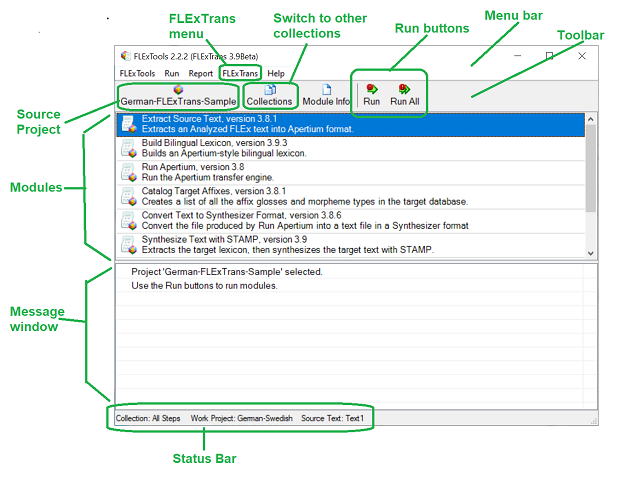 FLExTrans
menu
Switch to other
collections
Run buttons
Menu bar
Toolbar
FLExTools 2.2.2 (FLExTrans 3.9Beta)
FLExTools Run Report FLExTrans Help
German-FLExTrans-Sample Collections Module Info Run Run All
Source
Project
Extract Source Text, version 3.8.1
Extracts an Analyzed FLEx text into Apertium format.
Build Bilingual Lexicon, version 3.9.3
Builds an Apertium-style bilingual lexicon.
Run Apertium, version 3.8
Run the Apertium transfer engine.
Modules
Catalog Target Affixes, version 3.8.1
Creates a list of all the affix glosses and morpheme types in the target database.
Convert Text to Synthesizer Format, version 3.8.6
Convert the file produced by Run Apertium into a text file in a Synthesizer format
Synthesize Text with STAMP, version 3.9
Extracts the target lexicon, then synthesizes the target text with STAMP.
Project 'German-FLExTrans-Sample' selected.
Use the Run buttons to run modules.
Message
window
Collection: All Steps Work Project: German-Swedish Source Text: Text1
Status Bar